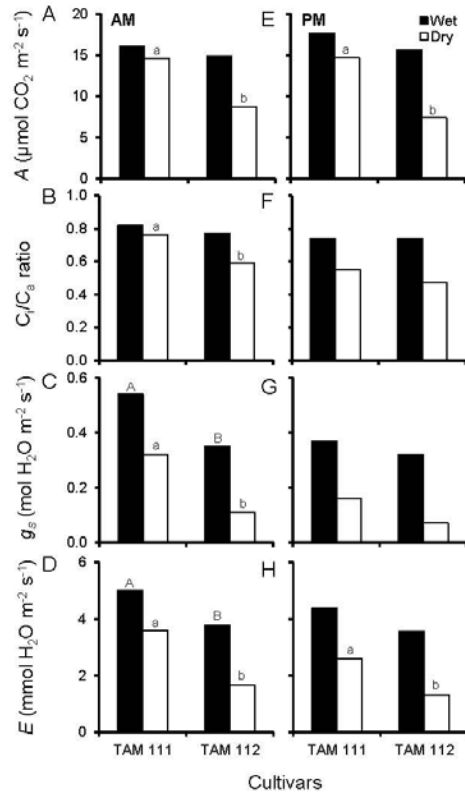 A AM E PM Wet
Dry
A (µmol CO2 m-2 s-1)
20
15
10
5
0
a
b
a
b
B F
Ci/Ca ratio
0.8
0.6
0.4
0.2
0.0
a
b
C G
gs (mol H2O m-2 s-1)
0.6
0.4
0.2
0.0
A
a
B
b
D H
E (mmol H2O m-2 s-1)
6
4
2
0
A
a
B
b
a
b
TAM 111 TAM 112 TAM 111 TAM 112
Cultivars